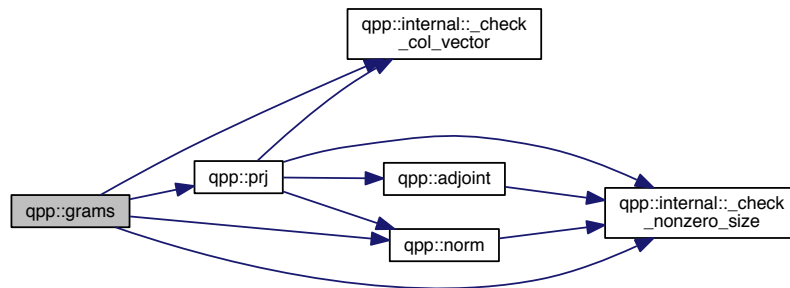 qpp::internal::_check
_col_vector
qpp::prj
qpp::adjoint
qpp::grams
qpp::internal::_check
_nonzero_size
qpp::norm